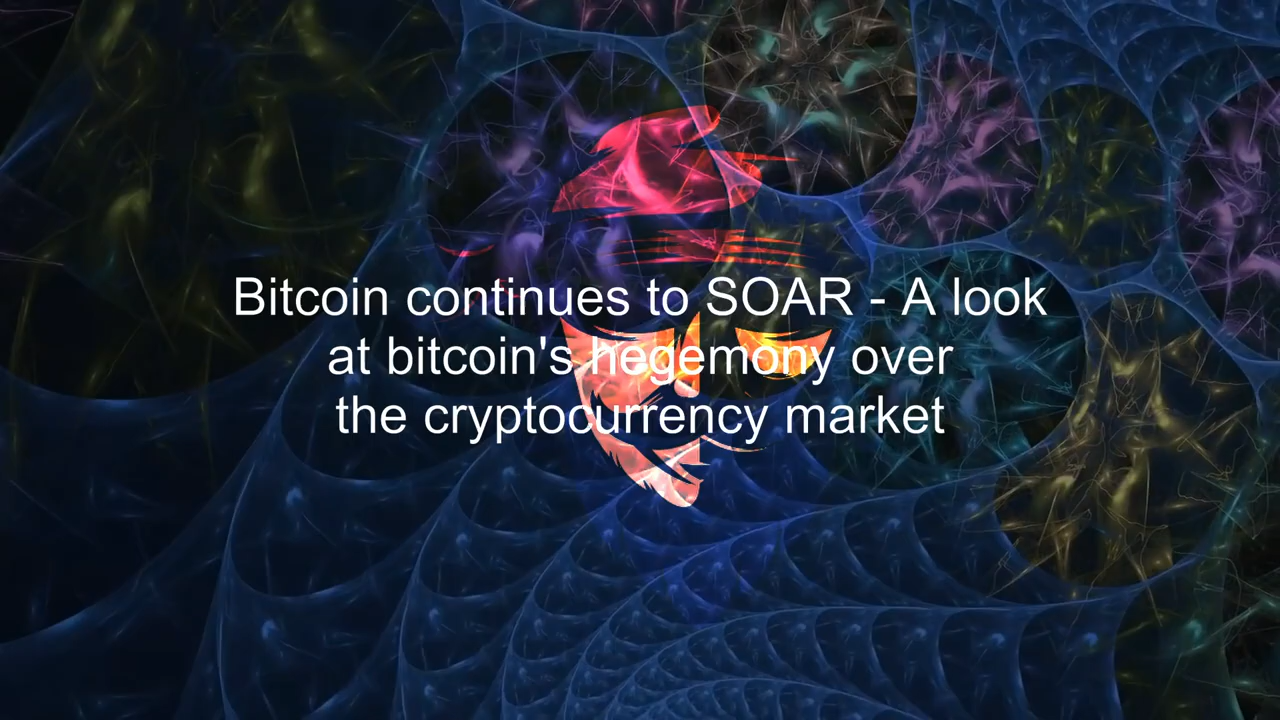 Bitcoin continues to SOAR - A look
at bitcoin's hegemony over
the cryptocurrency market